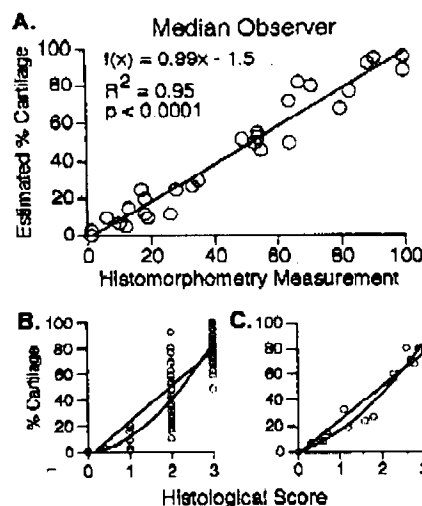 A.
Median Observer
f(x) = 0.99x - 1.5
R2 = 0.95
p < 0.0001
Estimated % Cartilage
100
80
60
40
20
0
0 20 40 60 80 100
Histomorphometry Measurement
B.
% Cartilage
100
80
60
40
20
0
0 1 2 3
C.
100
80
60
40
20
0
0 1 2 3
Histological Score